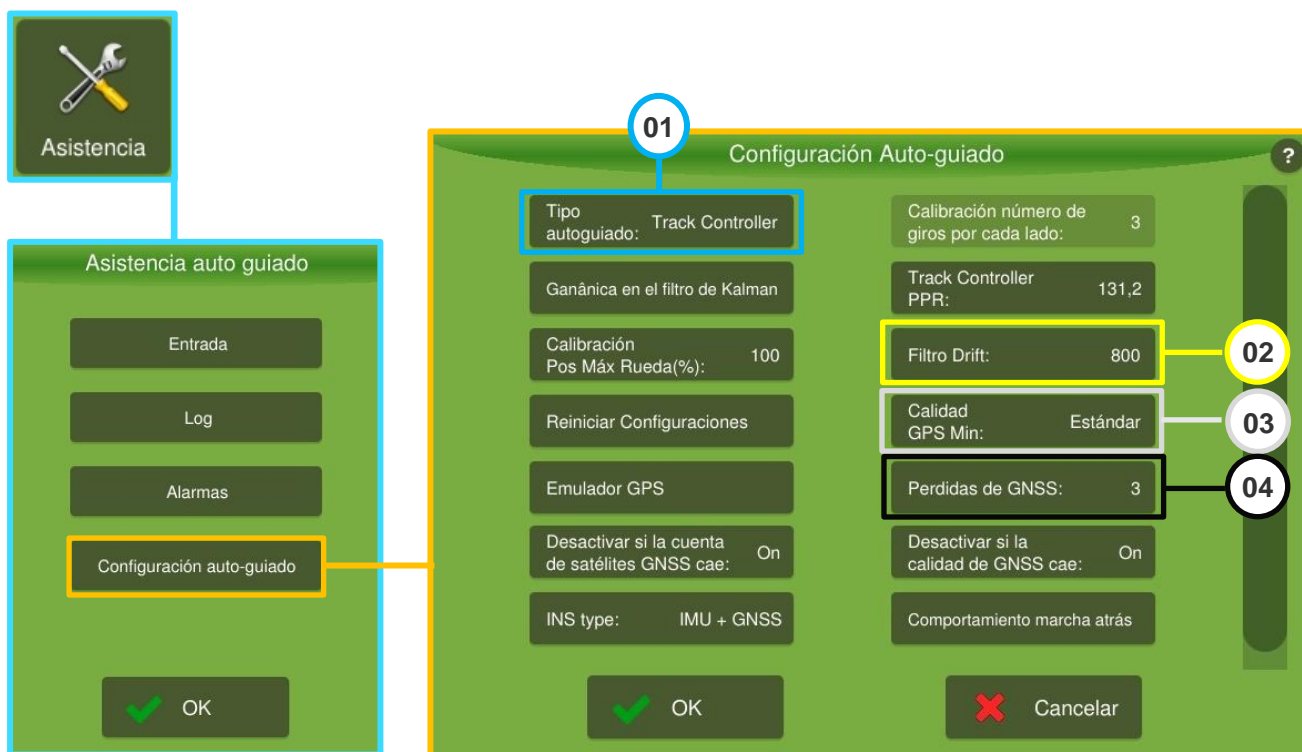 Asistencia
Asistencia auto guiado
Entrada
Log
Alarmas
Configuración auto-guiado
OK
01
Configuración Auto-guiado
?
Tipo
autoguiado: Track Controller
Calibración número de
giros por cada lado: 3
Ganânica en el filtro de Kalman
Track Controller
PPR: 131,2
Calibración
Pos Máx Rueda(%): 100
Filtro Drift: 800
02
Reiniciar Configuraciones
Calidad
GPS Min: Estándar
03
Emulador GPS
Perdidas de GNSS: 3
04
Desactivar si la cuenta
de satélites GNSS cae: On
Desactivar si la
calidad de GNSS cae: On
INS type: IMU + GNSS
Comportamiento marcha atrás
OK
Cancelar